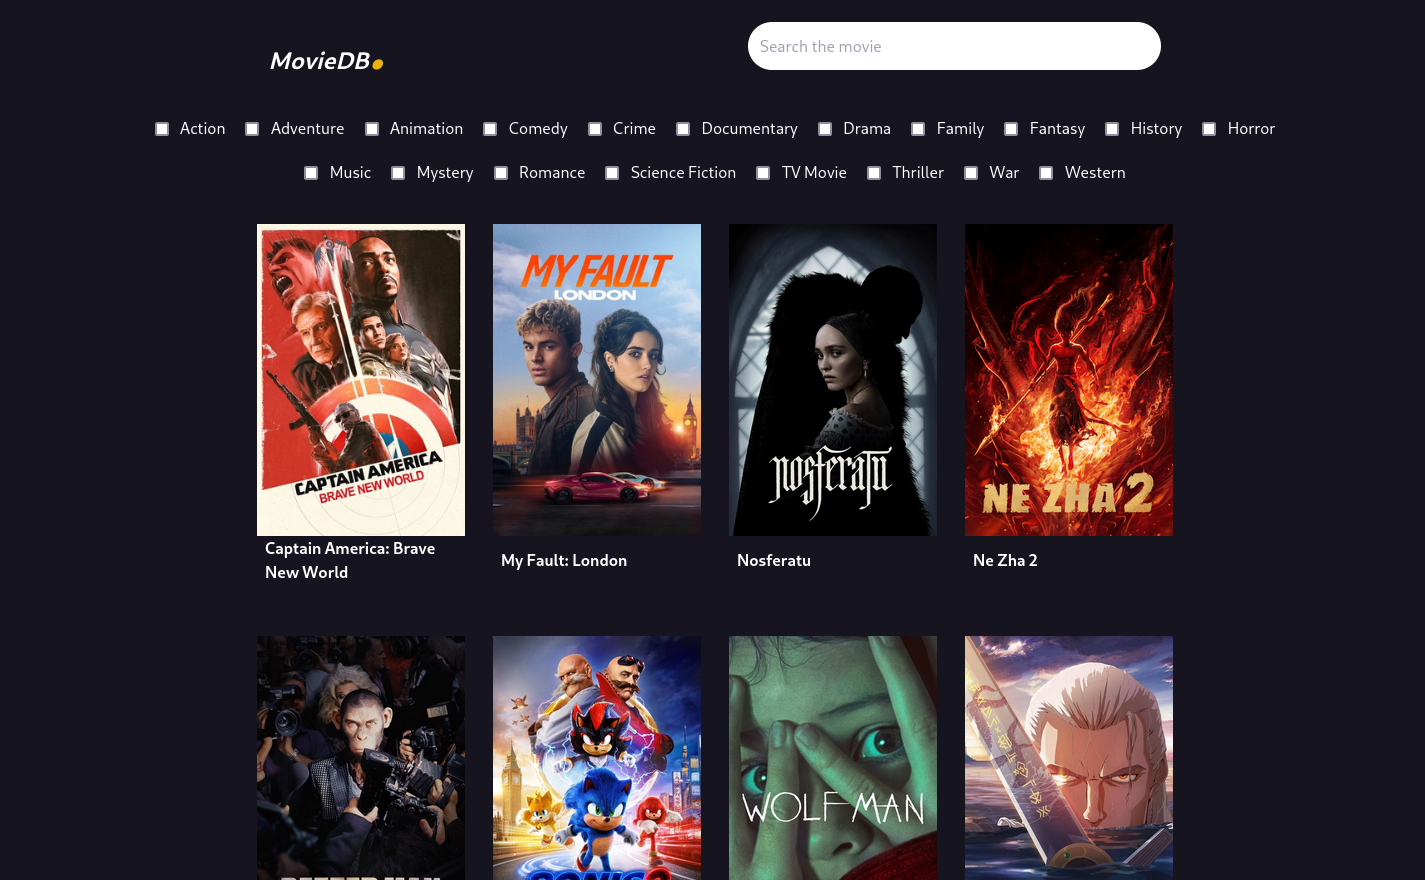 MovieDB
Search the movie
Action Adventure Animation Comedy Crime Documentary Drama Family Fantasy History Horror
Music Mystery Romance Science Fiction TV Movie Thriller War Western
CAPTAIN AMERICA
BRAVE NEW WORLD
MY FAULT
LONDON
nosferatu
NE ZHA 2
Captain America: Brave
New World
My Fault: London
Nosferatu
Ne Zha 2
WOLF MAN